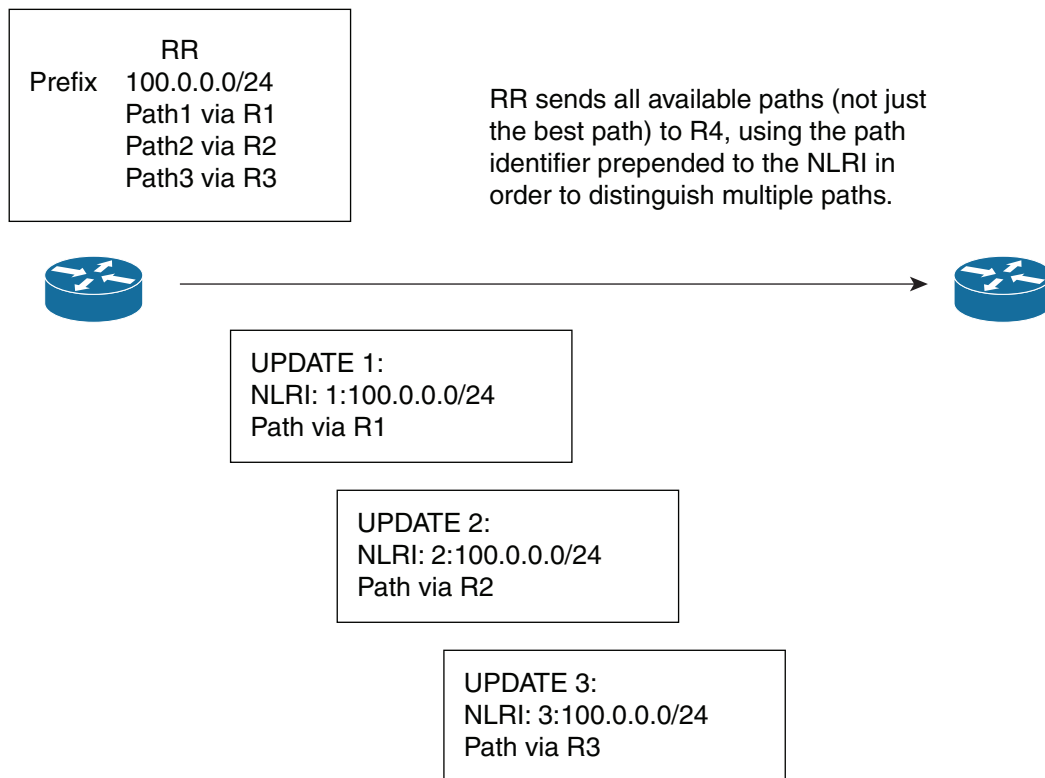 RR
Prefix 100.0.0.0/24
Path1 via R1
Path2 via R2
Path3 via R3
RR sends all available paths (not just
the best path) to R4, using the path
identifier prepended to the NLRI in
order to distinguish multiple paths.
UPDATE 1:
NLRI: 1:100.0.0.0/24
Path via R1
UPDATE 2:
NLRI: 2:100.0.0.0/24
Path via R2
UPDATE 3:
NLRI: 3:100.0.0.0/24
Path via R3